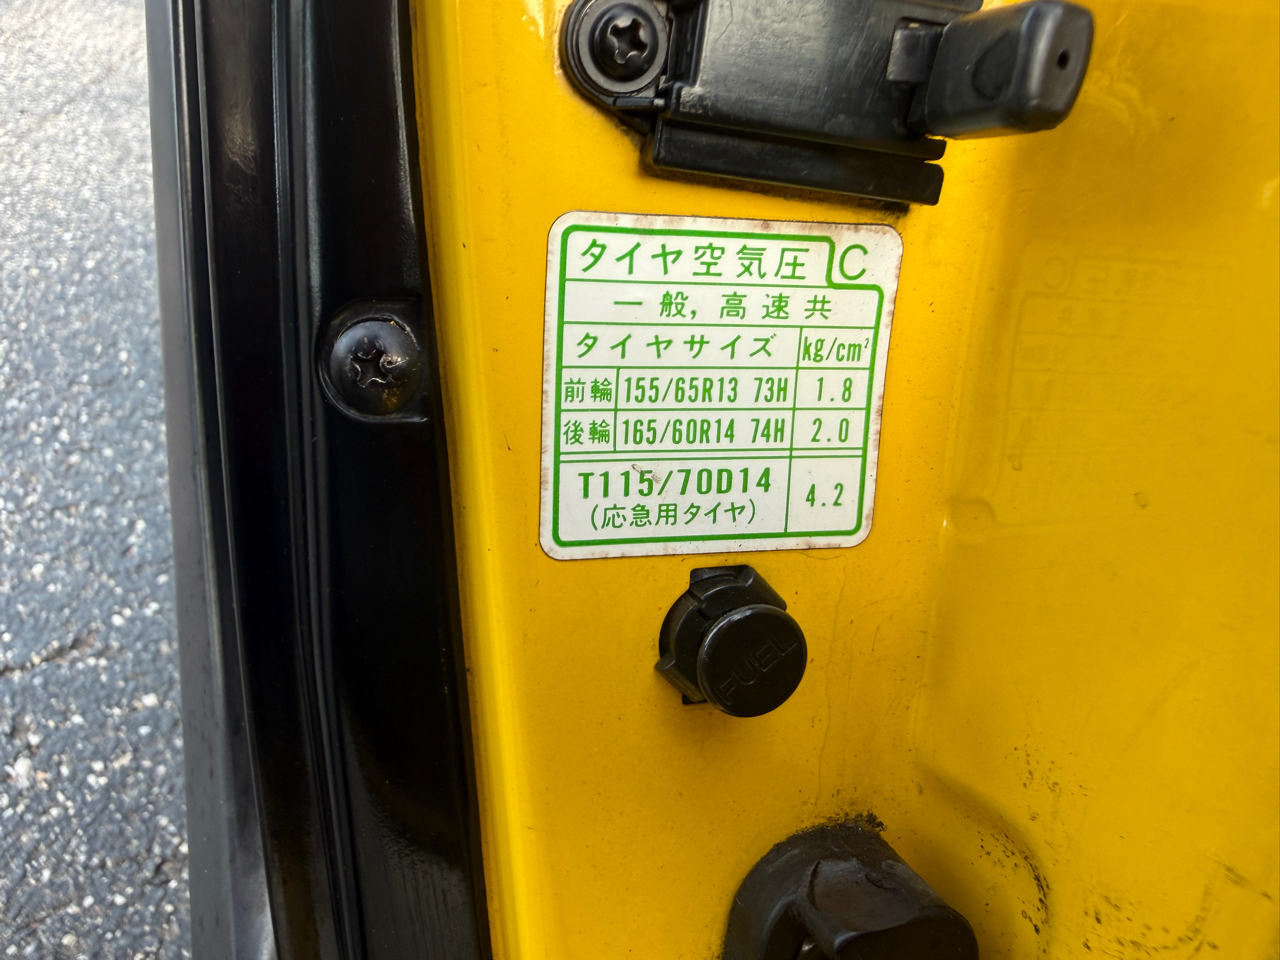 タイヤ空気圧 C
一般，高速共
タイヤサイズ kg/cm²
前輪 155/65R13 73H 1.8
後輪 165/60R14 74H 2.0
T115/70D14 4.2
(応急用タイヤ)
FUEL